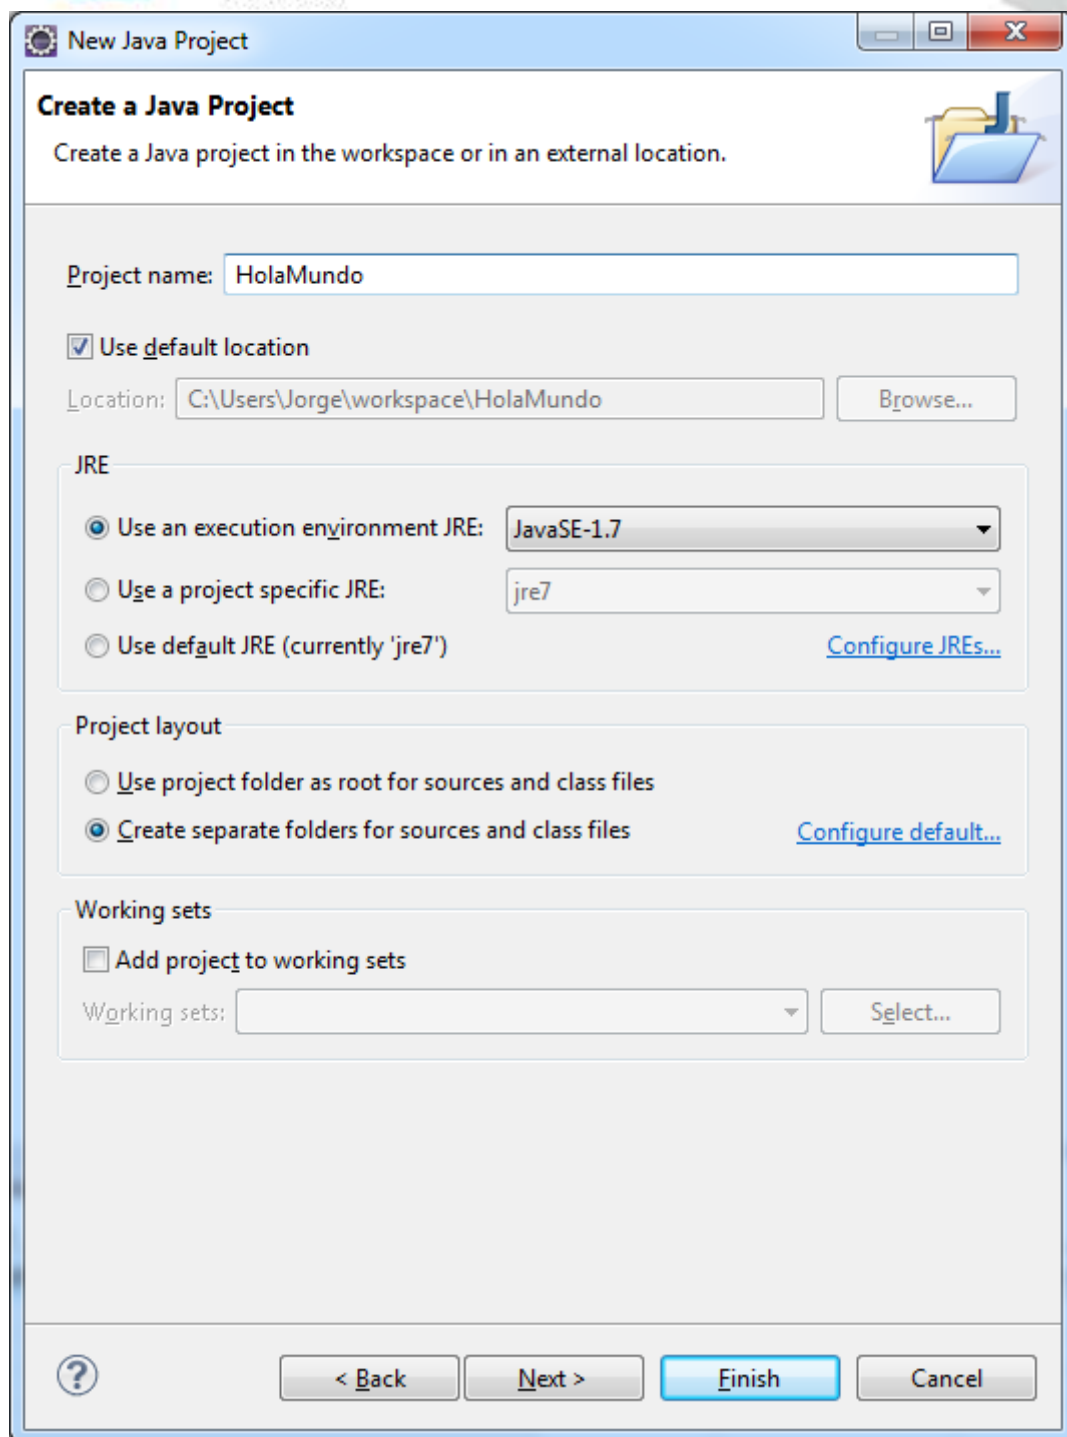 New Java Project
Create a Java Project
Create a Java project in the workspace or in an external location.
Project name: HolaMundo
Use default location
Location: C:\Users\Jorge\workspace\HolaMundo Browse...
JRE
Use an execution environment JRE: JavaSE-1.7
Use a project specific JRE: jre7
Use default JRE (currently 'jre7') Configure JREs...
Project layout
Use project folder as root for sources and class files
Create separate folders for sources and class files Configure default...
Working sets
Add project to working sets
Working sets: Select...
? < Back Next > Finish Cancel